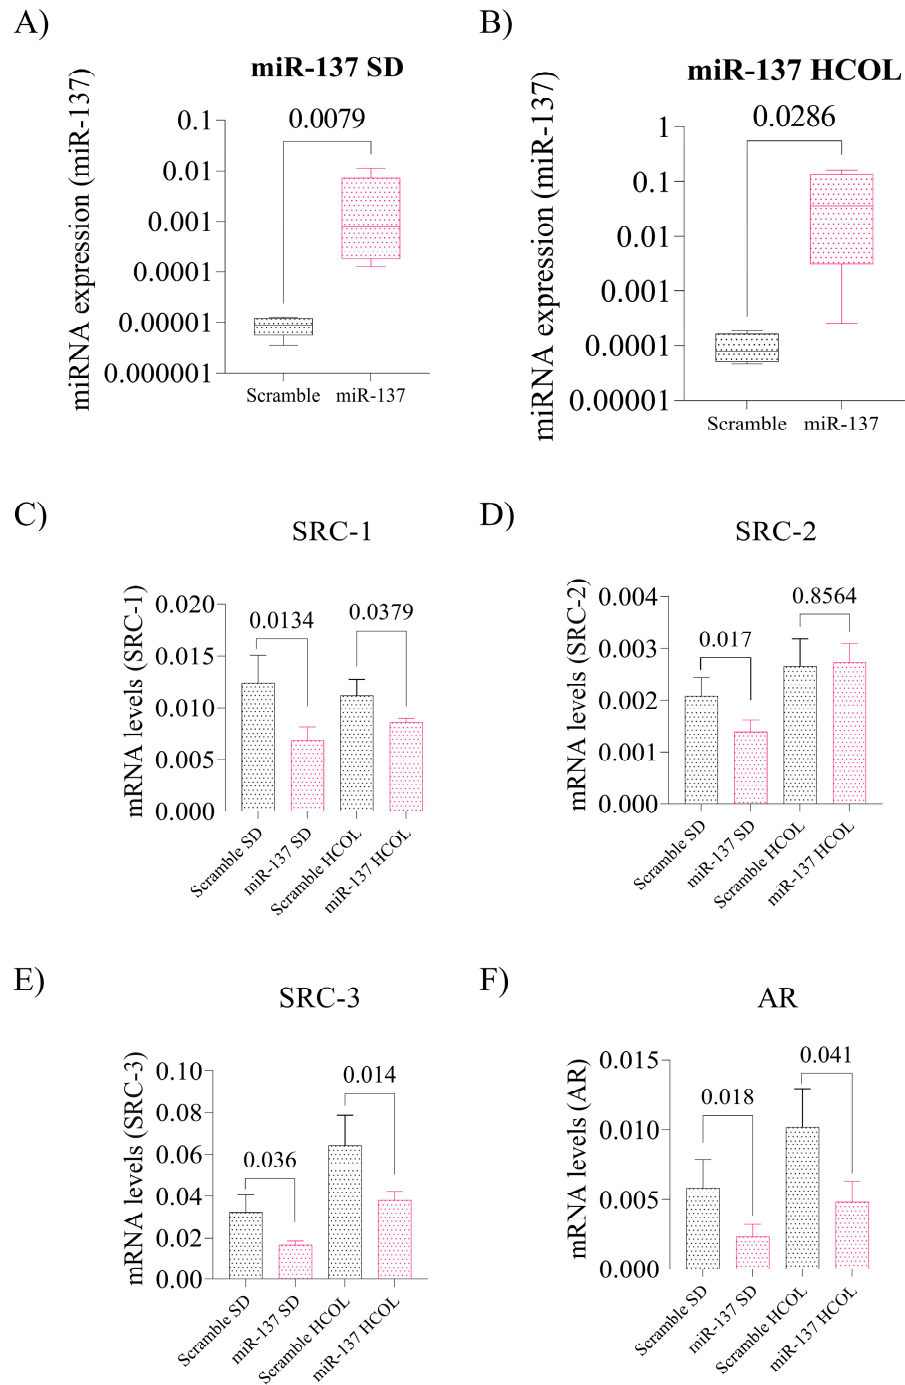 A)
miR-137 SD
miRNA expression (miR-137)
0.0079
0.1
0.01
0.001
0.0001
0.00001
0.000001
Scramble
miR-137
B)
miR-137 HCOL
miRNA expression (miR-137)
0.0286
1
0.1
0.01
0.001
0.0001
0.00001
Scramble
miR-137
C)
SRC-1
mRNA levels (SRC-1)
0.020
0.015
0.010
0.005
0.000
0.0134
0.0379
Scramble SD
miR-137 SD
Scramble HCOL
miR-137 HCOL
D)
SRC-2
mRNA levels (SRC-2)
0.004
0.003
0.002
0.001
0.000
0.017
0.8564
Scramble SD
miR-137 SD
Scramble HCOL
miR-137 HCOL
E)
SRC-3
mRNA levels (SRC-3)
0.10
0.08
0.06
0.04
0.02
0.00
0.036
0.014
Scramble SD
miR-137 SD
Scramble HCOL
miR-137 HCOL
F)
AR
mRNA levels (AR)
0.015
0.010
0.005
0.000
0.018
0.041
Scramble SD
miR-137 SD
Scramble HCOL
miR-137 HCOL